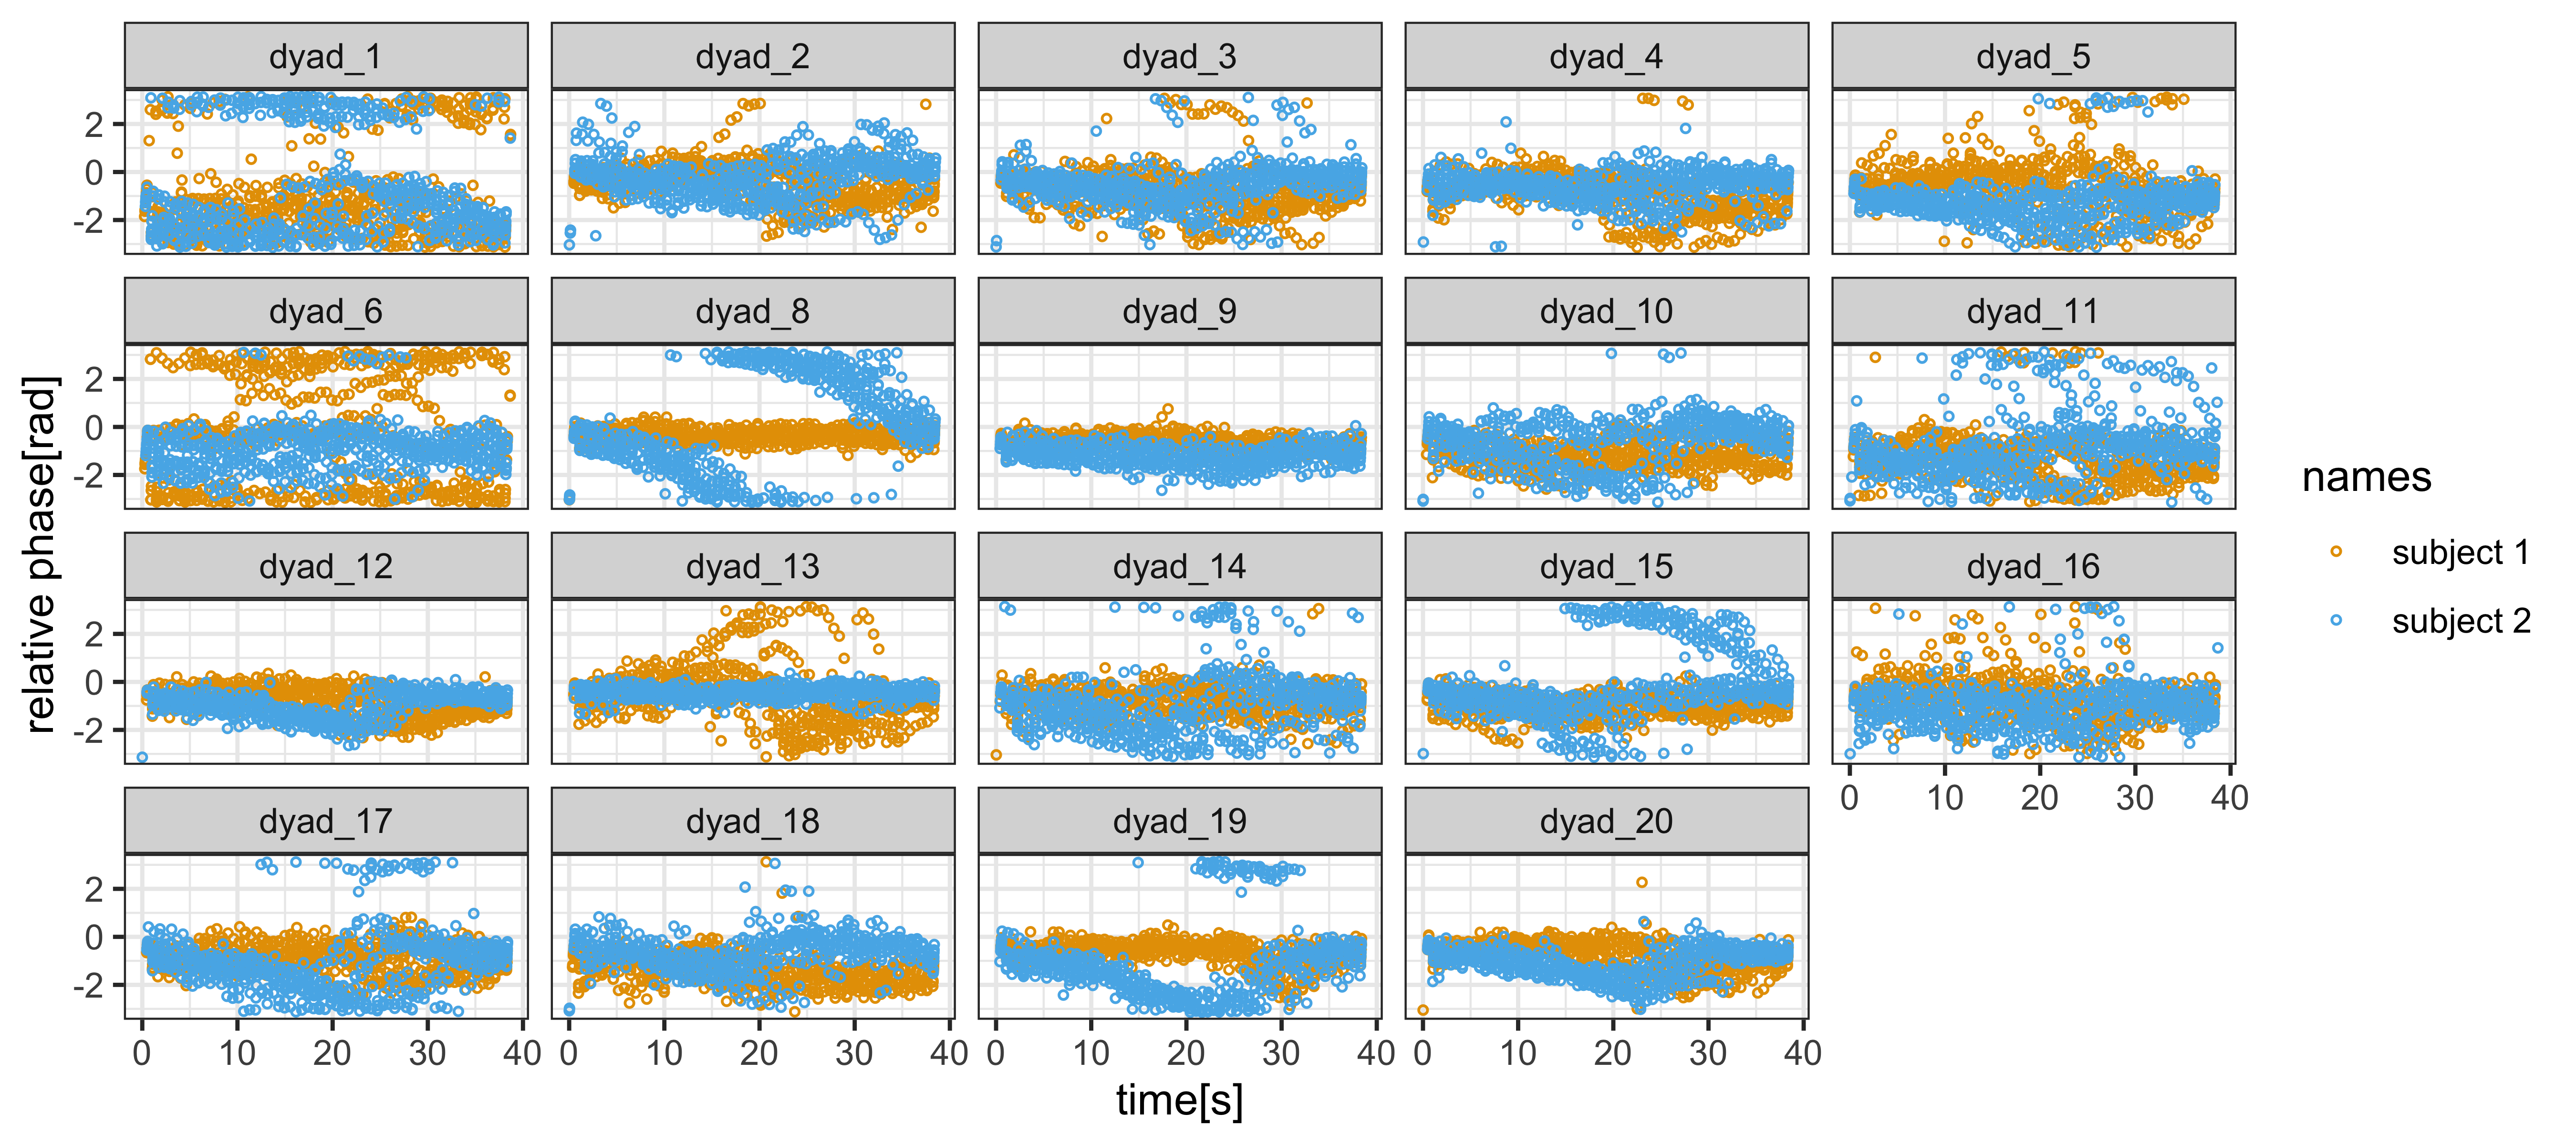 dyad_1 dyad_2 dyad_3 dyad_4 dyad_5
2
0
-2
dyad_6 dyad_8 dyad_9 dyad_10 dyad_11
2
0
-2
dyad_12 dyad_13 dyad_14 dyad_15 dyad_16
2
0
-2
0 10 20 30 40
dyad_17 dyad_18 dyad_19 dyad_20
2
0
-2
0 10 20 30 40 0 10 20 30 40 0 10 20 30 40 0 10 20 30 40
time[s]
relative phase[rad]
names
subject 1
subject 2